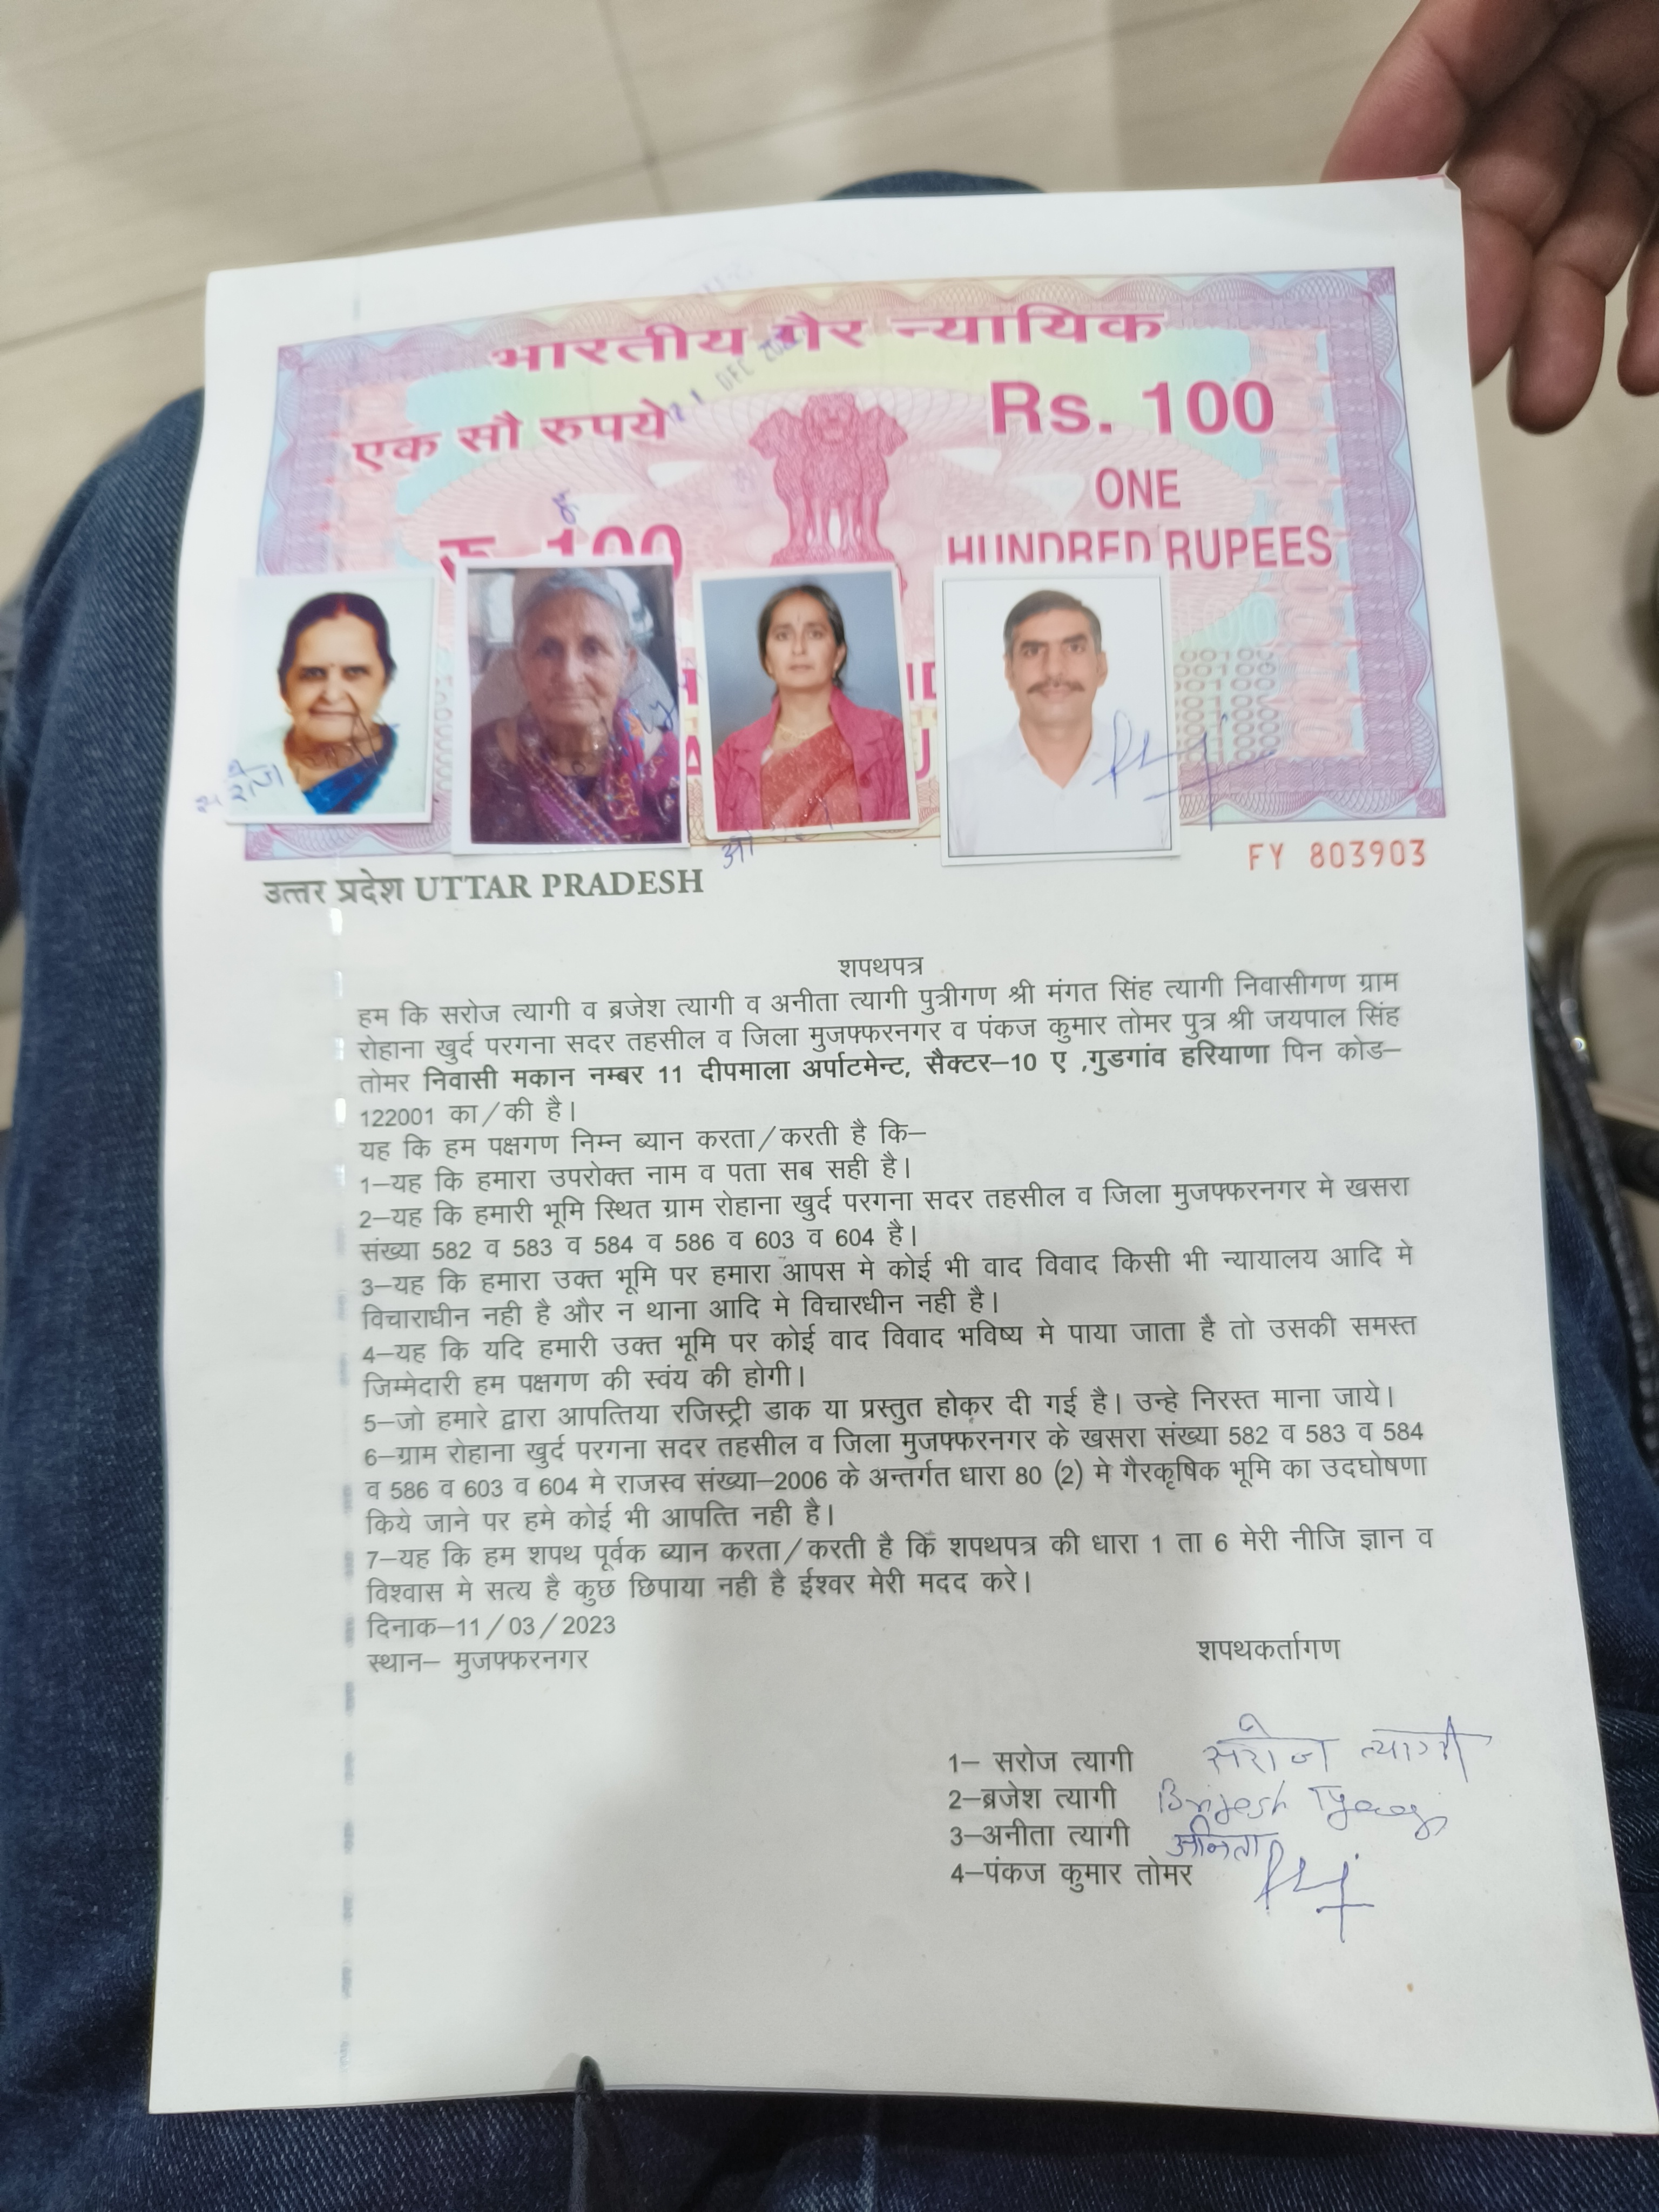 भारतीय गैर न्यायिक
21 DEC
एक सौ रुपये
Rs. 100
ONE
रु. 100
HUNDRED RUPEES
सरोज
FY 803903
उत्तर प्रदेश UTTAR PRADESH
शपथपत्र
हम कि सरोज त्यागी व ब्रजेश त्यागी व अनीता त्यागी पुत्रीगण श्री मंगत सिंह त्यागी निवासीगण ग्राम
रोहाना खुर्द परगना सदर तहसील व जिला मुजफ्फरनगर व पंकज कुमार तोमर पुत्र श्री जयपाल सिंह
तोमर निवासी मकान नम्बर 11 दीपमाला अर्पाटमेन्ट, सैक्टर–10 ए ,गुडगांव हरियाणा पिन कोड–
122001 का/की है।
यह कि हम पक्षगण निम्न ब्यान करता/करती है कि–
1–यह कि हमारा उपरोक्त नाम व पता सब सही है।
2–यह कि हमारी भूमि स्थित ग्राम रोहाना खुर्द परगना सदर तहसील व जिला मुजफ्फरनगर मे खसरा
संख्या 582 व 583 व 584 व 586 व 603 व 604 है।
3–यह कि हमारा उक्त भूमि पर हमारा आपस मे कोई भी वाद विवाद किसी भी न्यायालय आदि मे
विचाराधीन नही है और न थाना आदि मे विचारधीन नही है।
4–यह कि यदि हमारी उक्त भूमि पर कोई वाद विवाद भविष्य मे पाया जाता है तो उसकी समस्त
जिम्मेदारी हम पक्षगण की स्वंय की होगी।
5–जो हमारे द्वारा आपत्तिया रजिस्ट्री डाक या प्रस्तुत होकर दी गई है। उन्हे निरस्त माना जाये।
6–ग्राम रोहाना खुर्द परगना सदर तहसील व जिला मुजफ्फरनगर के खसरा संख्या 582 व 583 व 584
व 586 व 603 व 604 मे राजस्व संख्या–2006 के अन्तर्गत धारा 80 (2) मे गैरकृषिक भूमि का उदघोषणा
किये जाने पर हमे कोई भी आपत्ति नही है।
7–यह कि हम शपथ पूर्वक ब्यान करता/करती है कि शपथपत्र की धारा 1 ता 6 मेरी नीजि ज्ञान व
विश्वास मे सत्य है कुछ छिपाया नही है ईश्वर मेरी मदद करे।
दिनाक–11/03/2023
स्थान– मुजफ्फरनगर
शपथकर्तागण
1– सरोज त्यागी सरोज त्यागी
2–ब्रजेश त्यागी Brijesh Tyagi
3–अनीता त्यागी अनिता
4–पंकज कुमार तोमर